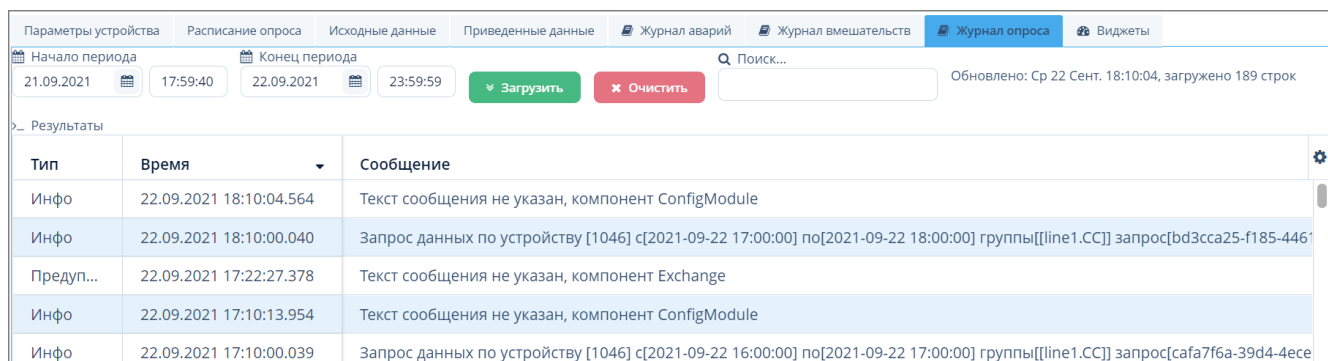 Параметры устройства Расписание опроса Исходные данные Приведенные данные Журнал аварий Журнал вмешательств Журнал опроса Виджеты
Начало периода Конец периода Поиск...
21.09.2021 17:59:40 22.09.2021 23:59:59 Загрузить Очистить Обновлено: Ср 22 Сент. 18:10:04, загружено 189 строк
>_ Результаты
Тип Время Сообщение
Инфо 22.09.2021 18:10:04.564 Текст сообщения не указан, компонент ConfigModule
Инфо 22.09.2021 18:10:00.040 Запрос данных по устройству [1046] с[2021-09-22 17:00:00] по[2021-09-22 18:00:00] группы[[line1.CC]] запрос[bd3cca25-f185-4461
Предуп... 22.09.2021 17:22:27.378 Текст сообщения не указан, компонент Exchange
Инфо 22.09.2021 17:10:13.954 Текст сообщения не указан, компонент ConfigModule
Инфо 22.09.2021 17:10:00.039 Запрос данных по устройству [1046] с[2021-09-22 16:00:00] по[2021-09-22 17:00:00] группы[[line1.CC]] запрос[cafa7f6a-39d4-4ece